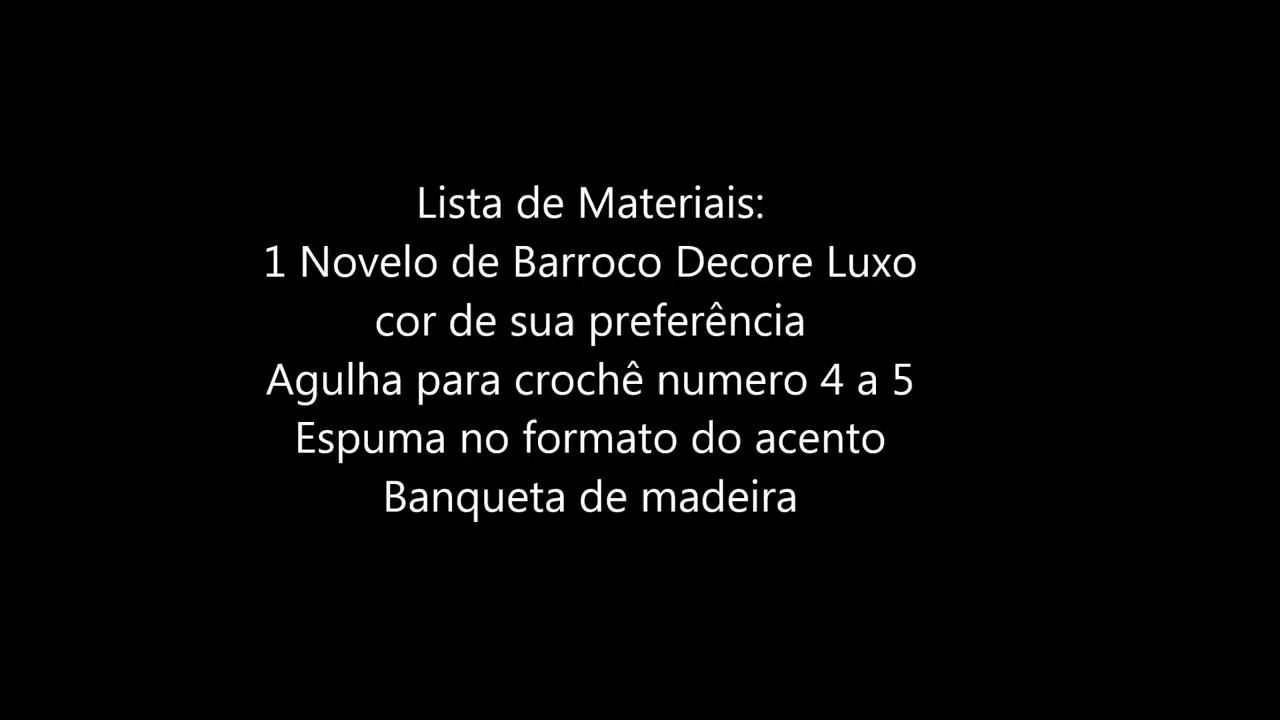 Lista de Materiais:
1 Novelo de Barroco Decore Luxo
cor de sua preferência
Agulha para crochê numero 4 a 5
Espuma no formato do acento
Banqueta de madeira